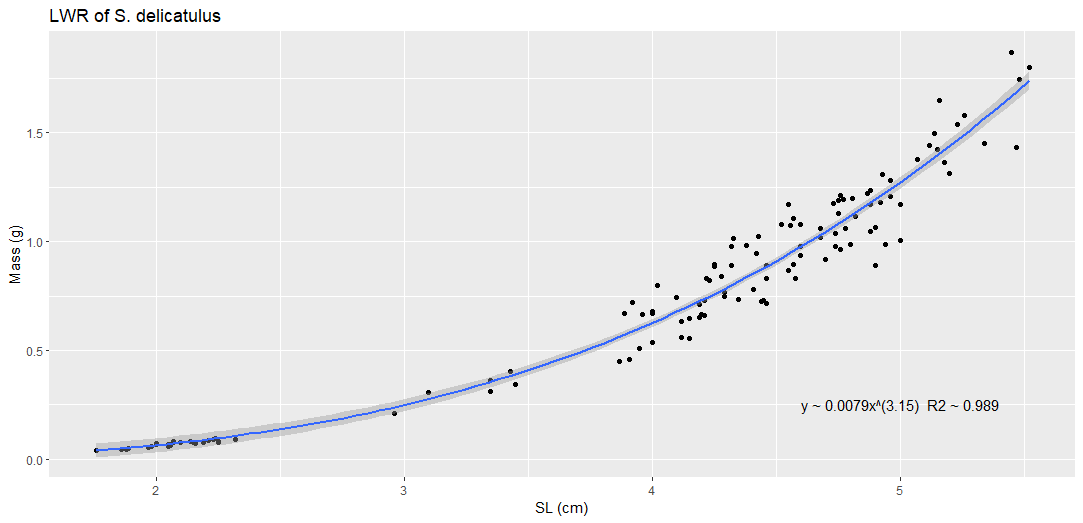 LWR of S. delicatulus
Mass (g)
1.5
1.0
0.5
0.0
y ~ 0.0079x^(3.15)  R2 ~ 0.989
2
3
4
5
SL (cm)